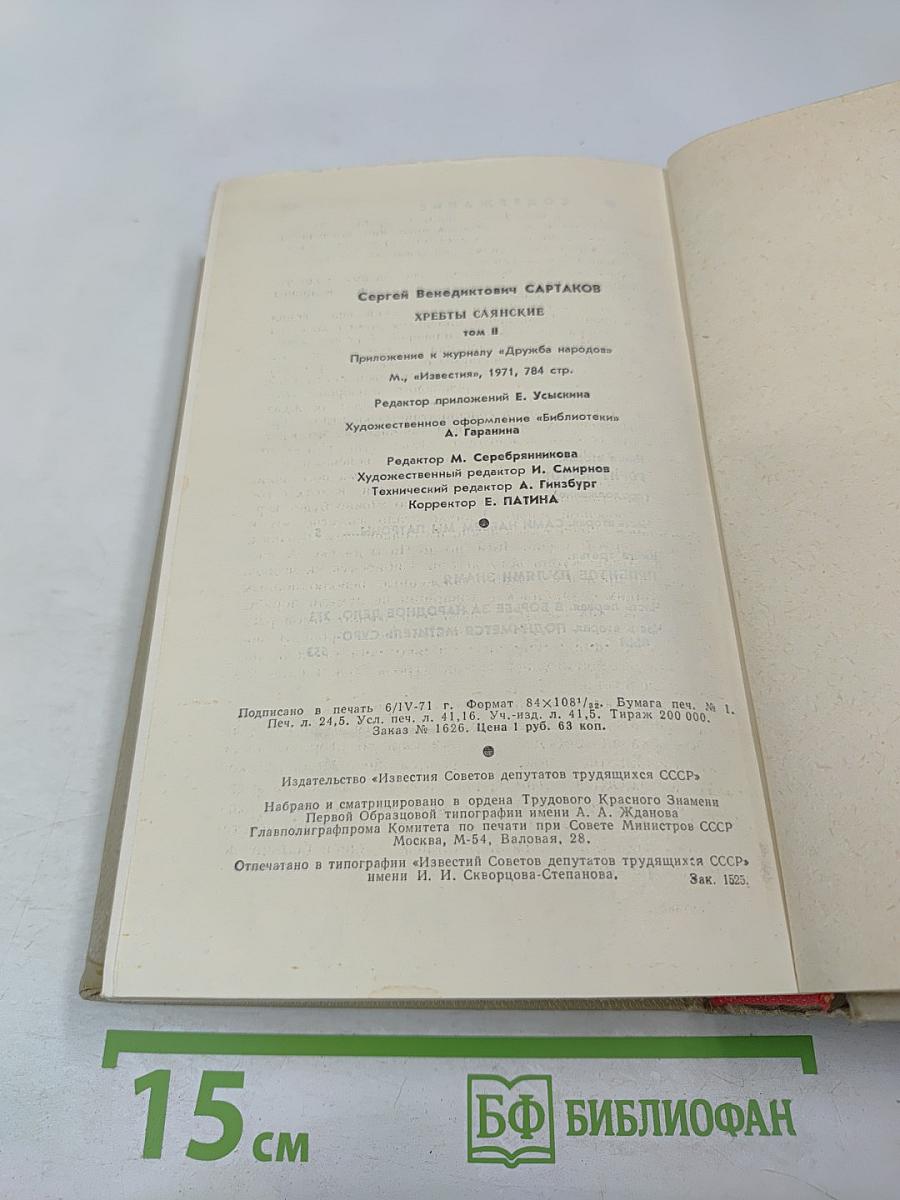 Сергей Венедиктович САРТАКОВ
ХРЕБТЫ САЯНСКИЕ
том II
Приложение к журналу «Дружба народов»
М., «Известия», 1971, 784 стр.
Редактор приложений Е. Усыскина
Художественное оформление «Библиотеки»
А. Гаранина
Редактор М. Серебрянникова
Художественный редактор И. Смирнов
Технический редактор А. Гинзбург
Корректор Е. ПАТИНА
Подписано в печать 6/IV-71 г. Формат 84×108¹/₃₂. Бумага печ. № 1.
Печ. л. 24,5. Усл. печ. л. 41,16. Уч.-изд. л. 41,5. Тираж 200 000.
Заказ № 1626. Цена 1 руб. 63 коп.
Издательство «Известия Советов депутатов трудящихся СССР»
Набрано и сматрицировано в ордена Трудового Красного Знамени
Первой Образцовой типографии имени А. А. Жданова
Главполиграфпрома Комитета по печати при Совете Министров СССР
Москва, М-54, Валовая, 28.
Отпечатано в типографии «Известий Советов депутатов трудящихся СССР»
имени И. И. Скворцова-Степанова. Зак. 1525.
15 см
БФ БИБЛИОФАН